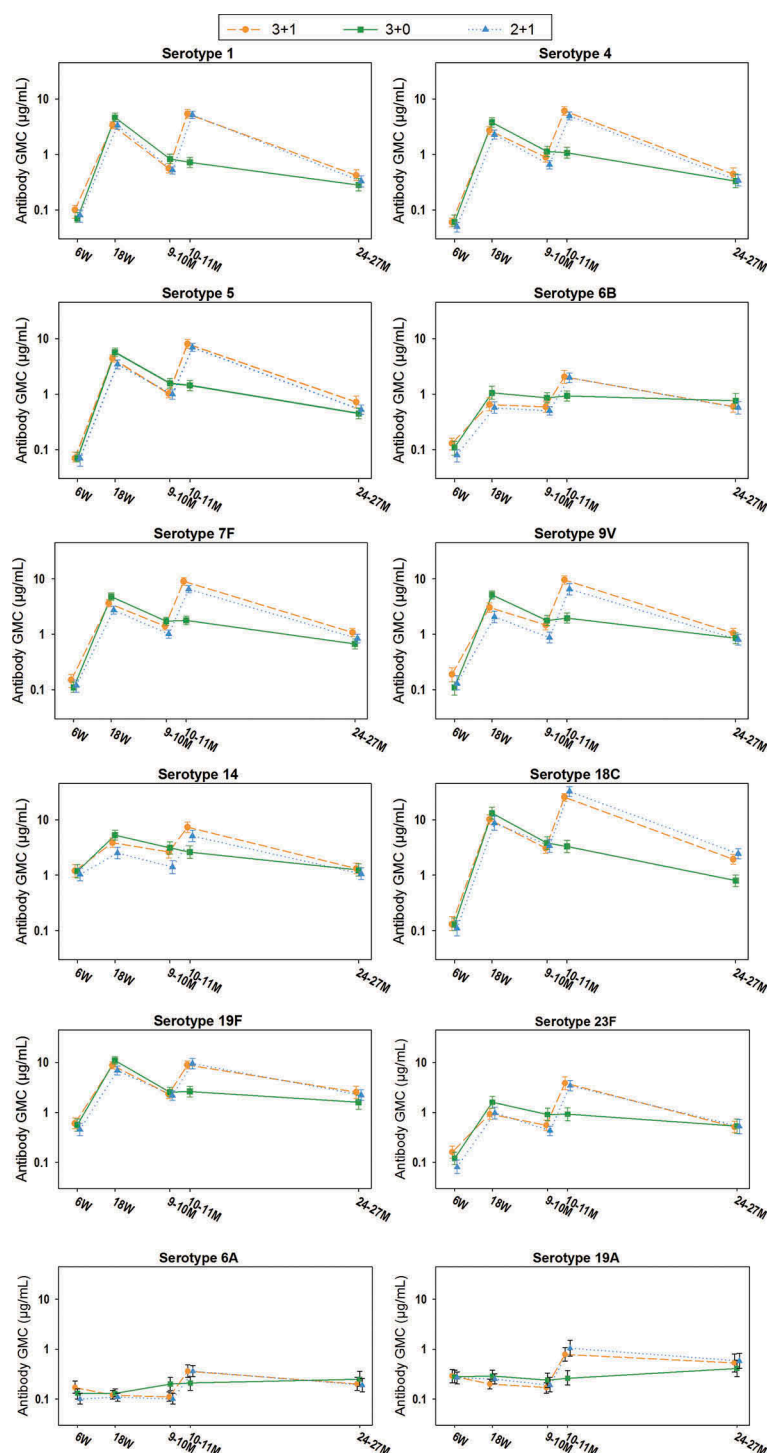 3+1 3+0 2+1
Serotype 1 Serotype 4
Antibody GMC (µg/mL) Antibody GMC (µg/mL)
10 10
1 1
0.1 0.1
6W 18W 9-10M 10-11M 24-27M 6W 18W 9-10M 10-11M 24-27M
Serotype 5 Serotype 6B
Antibody GMC (µg/mL) Antibody GMC (µg/mL)
10 10
1 1
0.1 0.1
6W 18W 9-10M 10-11M 24-27M 6W 18W 9-10M 10-11M 24-27M
Serotype 7F Serotype 9V
Antibody GMC (µg/mL) Antibody GMC (µg/mL)
10 10
1 1
0.1 0.1
6W 18W 9-10M 10-11M 24-27M 6W 18W 9-10M 10-11M 24-27M
Serotype 14 Serotype 18C
Antibody GMC (µg/mL) Antibody GMC (µg/mL)
10 10
1 1
0.1 0.1
6W 18W 9-10M 10-11M 24-27M 6W 18W 9-10M 10-11M 24-27M
Serotype 19F Serotype 23F
Antibody GMC (µg/mL) Antibody GMC (µg/mL)
10 10
1 1
0.1 0.1
6W 18W 9-10M 10-11M 24-27M 6W 18W 9-10M 10-11M 24-27M
Serotype 6A Serotype 19A
Antibody GMC (µg/mL) Antibody GMC (µg/mL)
10 10
1 1
0.1 0.1
6W 18W 9-10M 10-11M 24-27M 6W 18W 9-10M 10-11M 24-27M